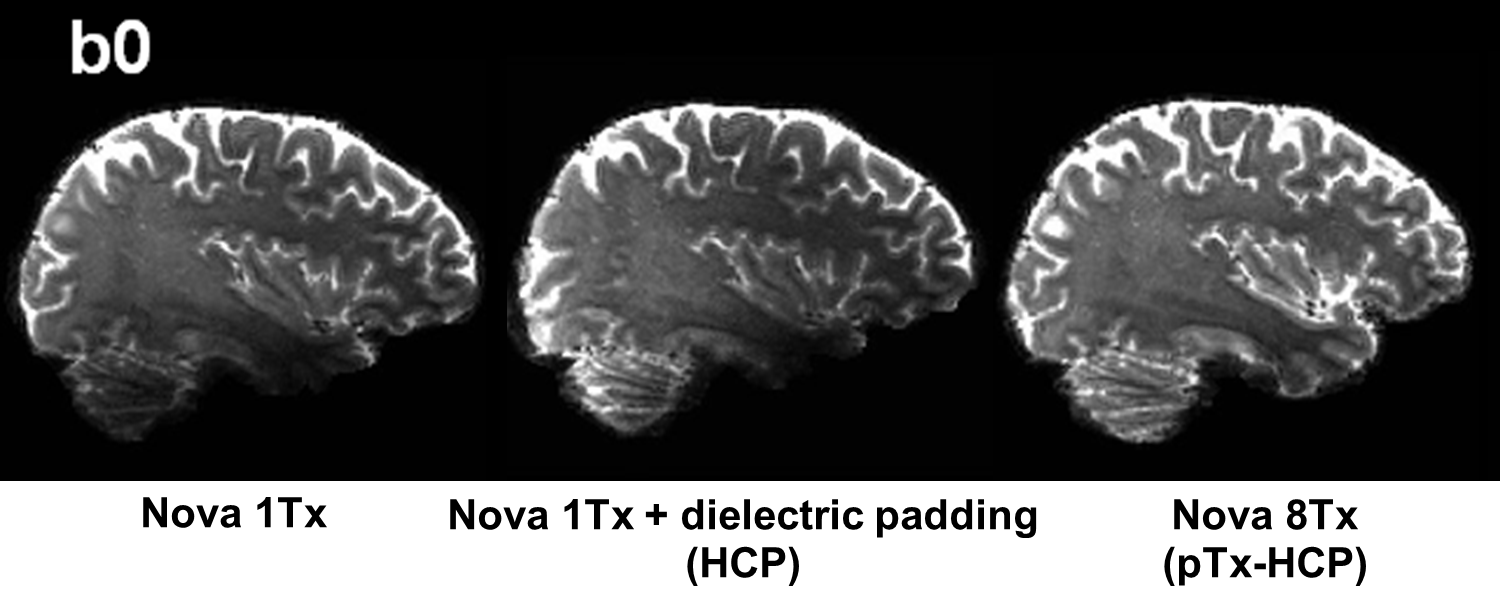 b0
Nova 1Tx
Nova 1Tx + dielectric padding
(HCP)
Nova 8Tx
(pTx-HCP)